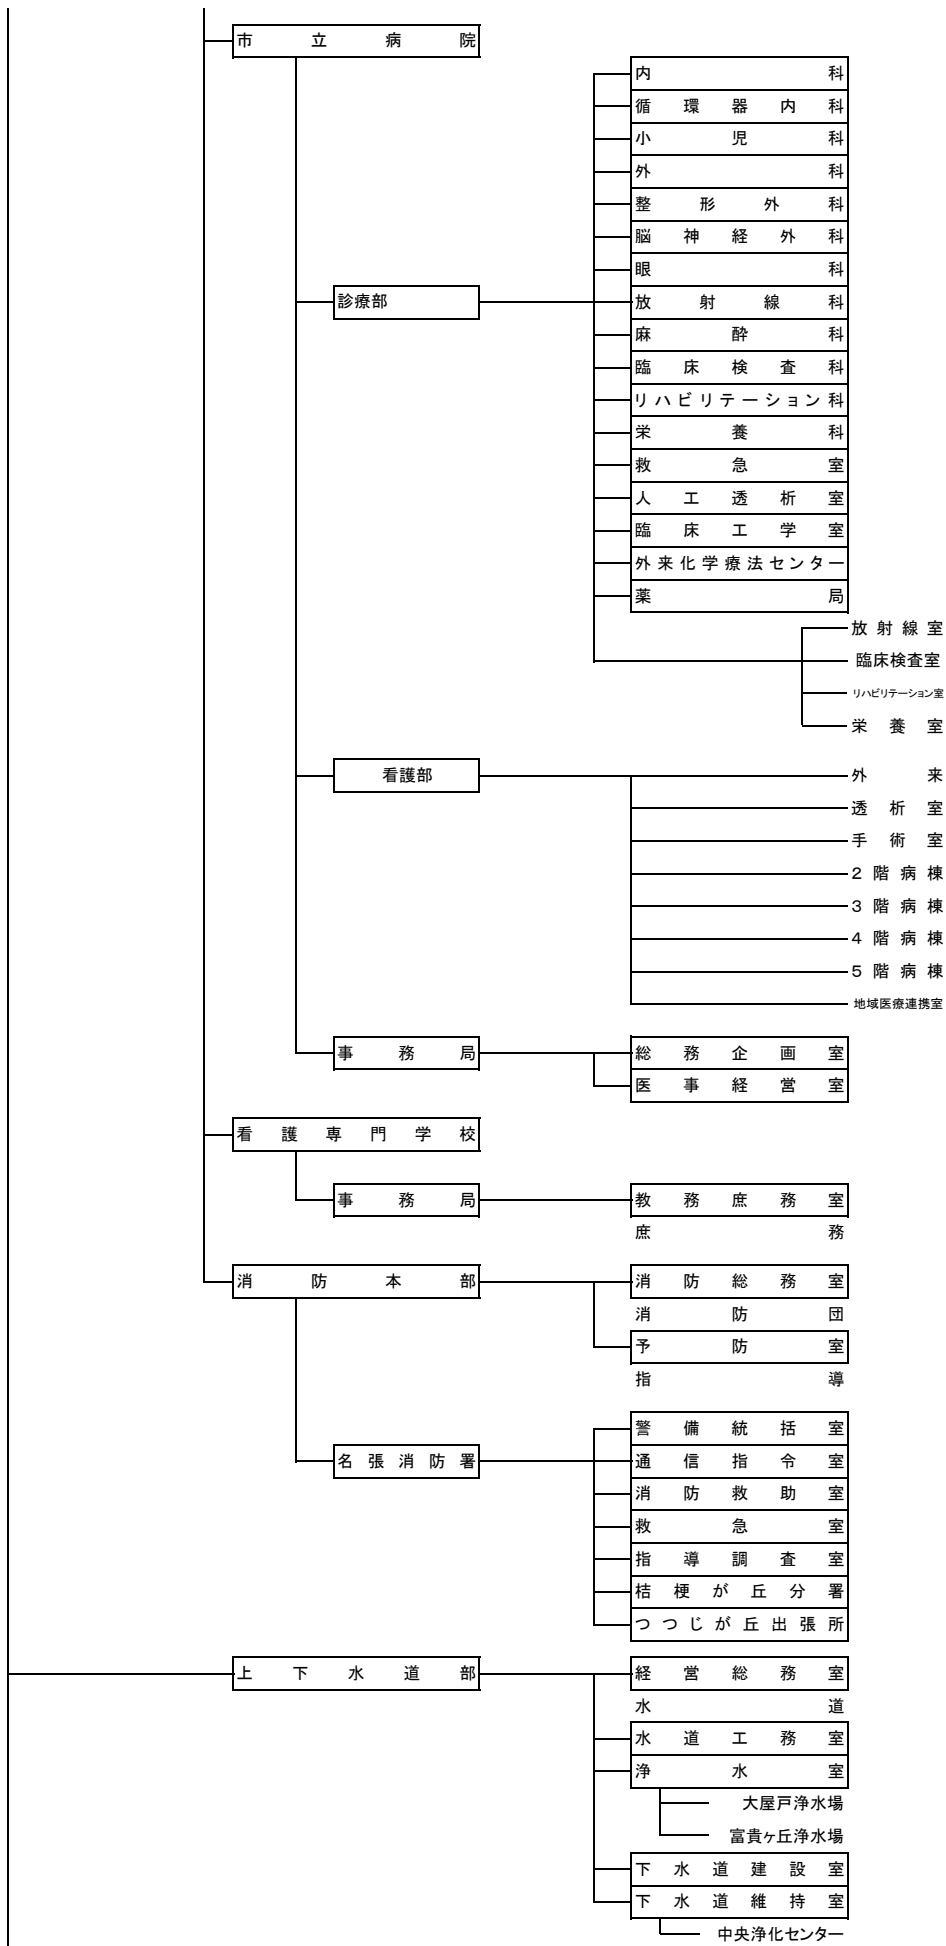 市立病院
内科
循環器内科
小児科
外科
整形外科
脳神経外科
眼科
診療部
放射線科
麻酔科
臨床検査科
リハビリテーション科
栄養科
救急室
人工透析室
臨床工学室
外来化学療法センター
薬局
放射線室
臨床検査室
リハビリテーション室
栄養室
看護部
外来
透析室
手術室
2階病棟
3階病棟
4階病棟
5階病棟
地域医療連携室
事務局
総務企画室
医事経営室
看護専門学校
事務局
教務庶務室
庶務
消防本部
消防総務室
消防団
予防室
指導
警備統括室
名張消防署
通信指令室
消防救助室
救急室
指導調査室
桔梗が丘分署
つつじが丘出張所
上下水道部
経営総務室
水道
水道工務室
浄水室
大屋戸浄水場
富貴ヶ丘浄水場
下水道建設室
下水道維持室
中央浄化センター